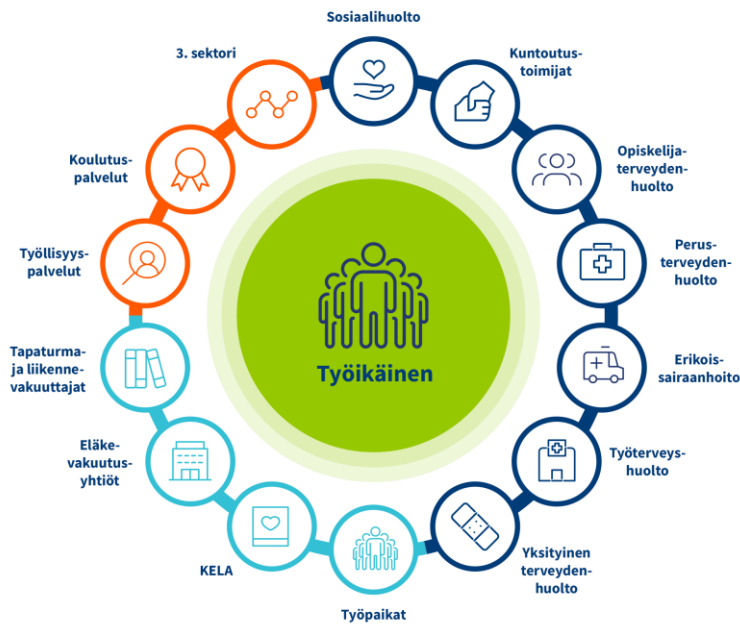 Sosiaalihuolto
Kuntoutus-
toimijat
Opiskelija-
terveyden-
huolto
Perus-
terveyden-
huolto
Erikois-
sairaanhoito
Työterveys-
huolto
Yksityinen
terveyden-
huolto
Työpaikat
KELA
Eläke-
vakuutus-
yhtiöt
Tapaturma-
ja liikenne-
vakuuttajat
Työllisyys-
palvelut
Koulutus-
palvelut
3. sektori
Työikäinen